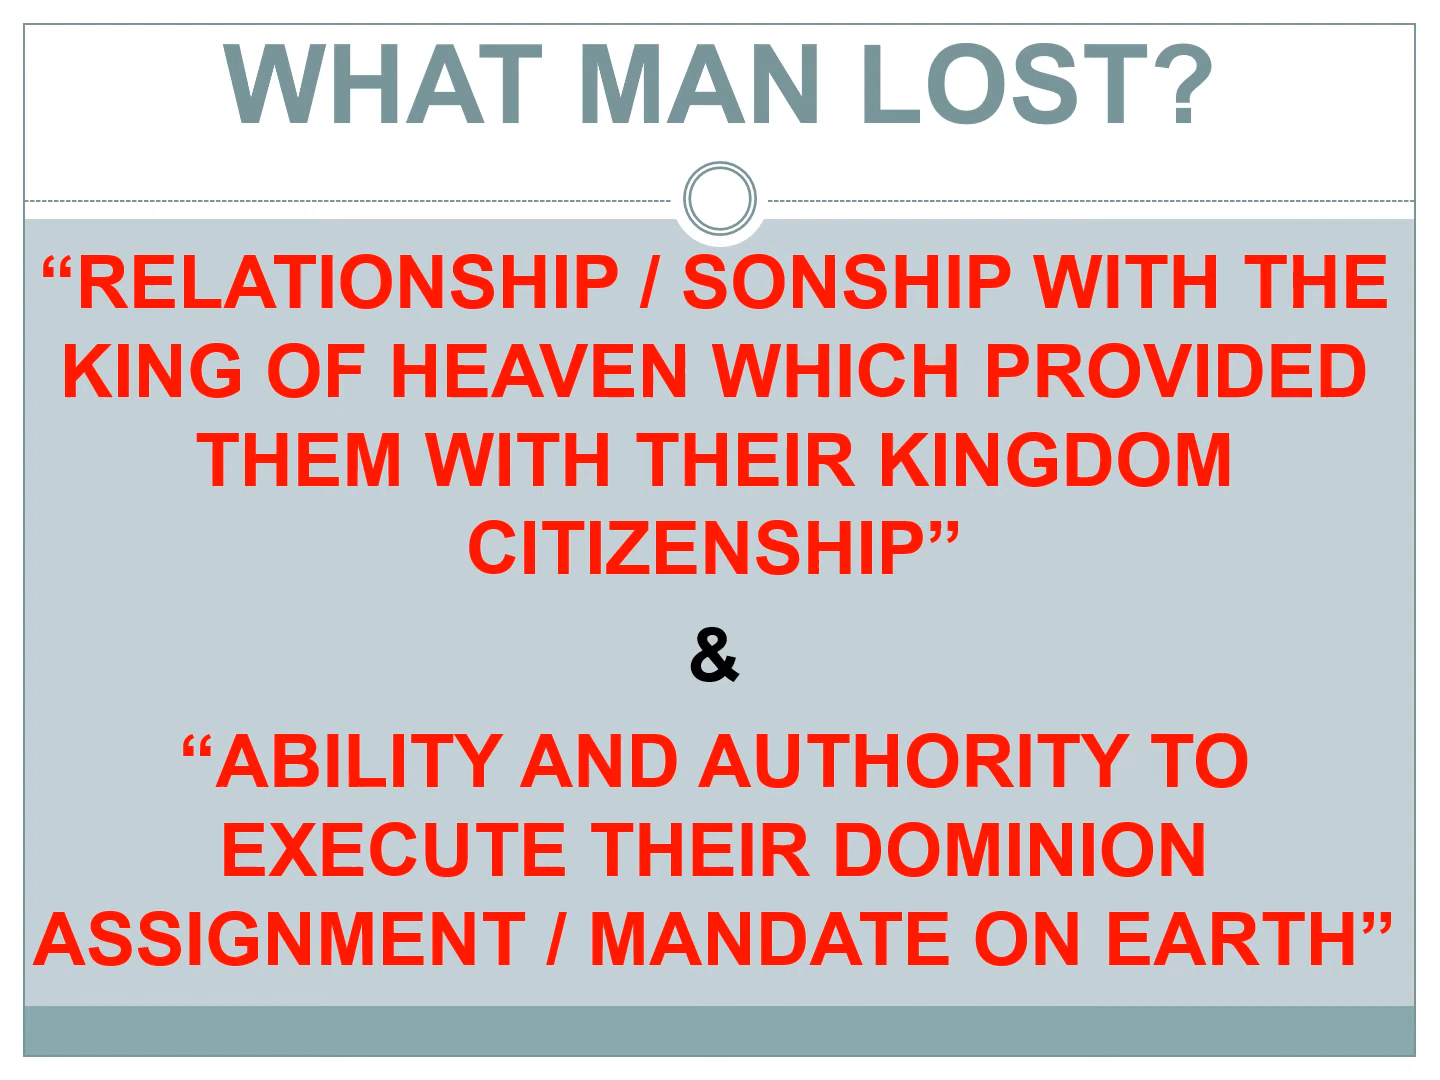 WHAT MAN LOST?
“RELATIONSHIP / SONSHIP WITH THE
KING OF HEAVEN WHICH PROVIDED
THEM WITH THEIR KINGDOM
CITIZENSHIP”
&
“ABILITY AND AUTHORITY TO
EXECUTE THEIR DOMINION
ASSIGNMENT / MANDATE ON EARTH”